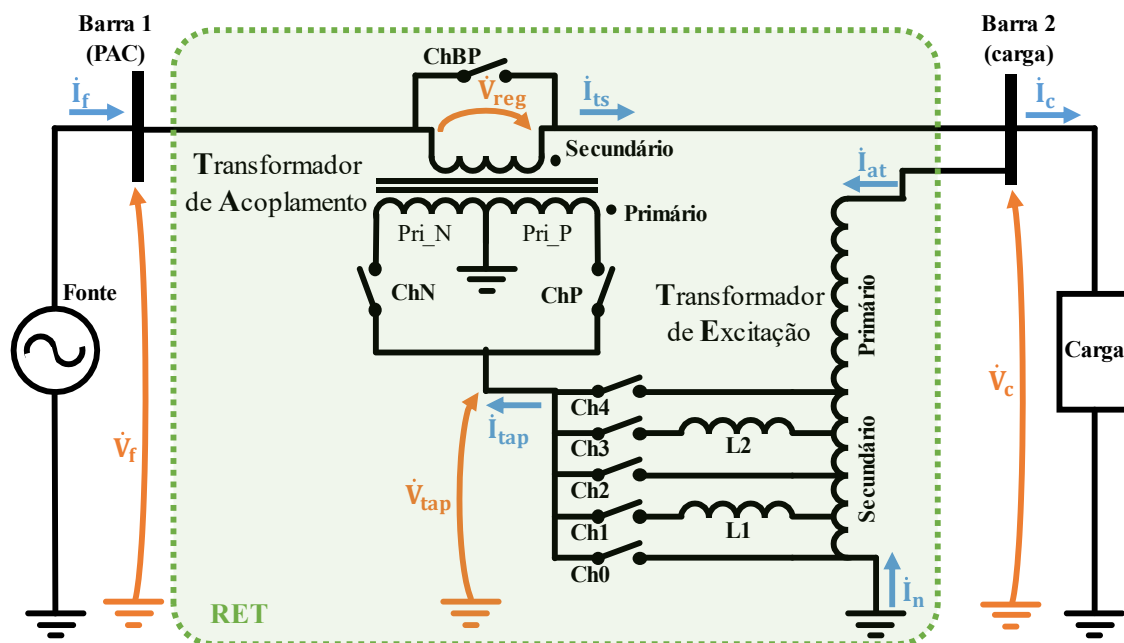 Barra 1
(PAC)
Barra 2
(carga)
ChBP
İf
V̇reg
İts
İc
Secundário
Transformador
de Acoplamento
İat
Primário
Pri_N
Pri_P
Fonte
ChN
ChP
Transformador
de Excitação
Primário
Carga
Ch4
İtap
Ch3
L2
V̇c
V̇f
Secundário
V̇tap
Ch2
Ch1
L1
Ch0
İn
RET